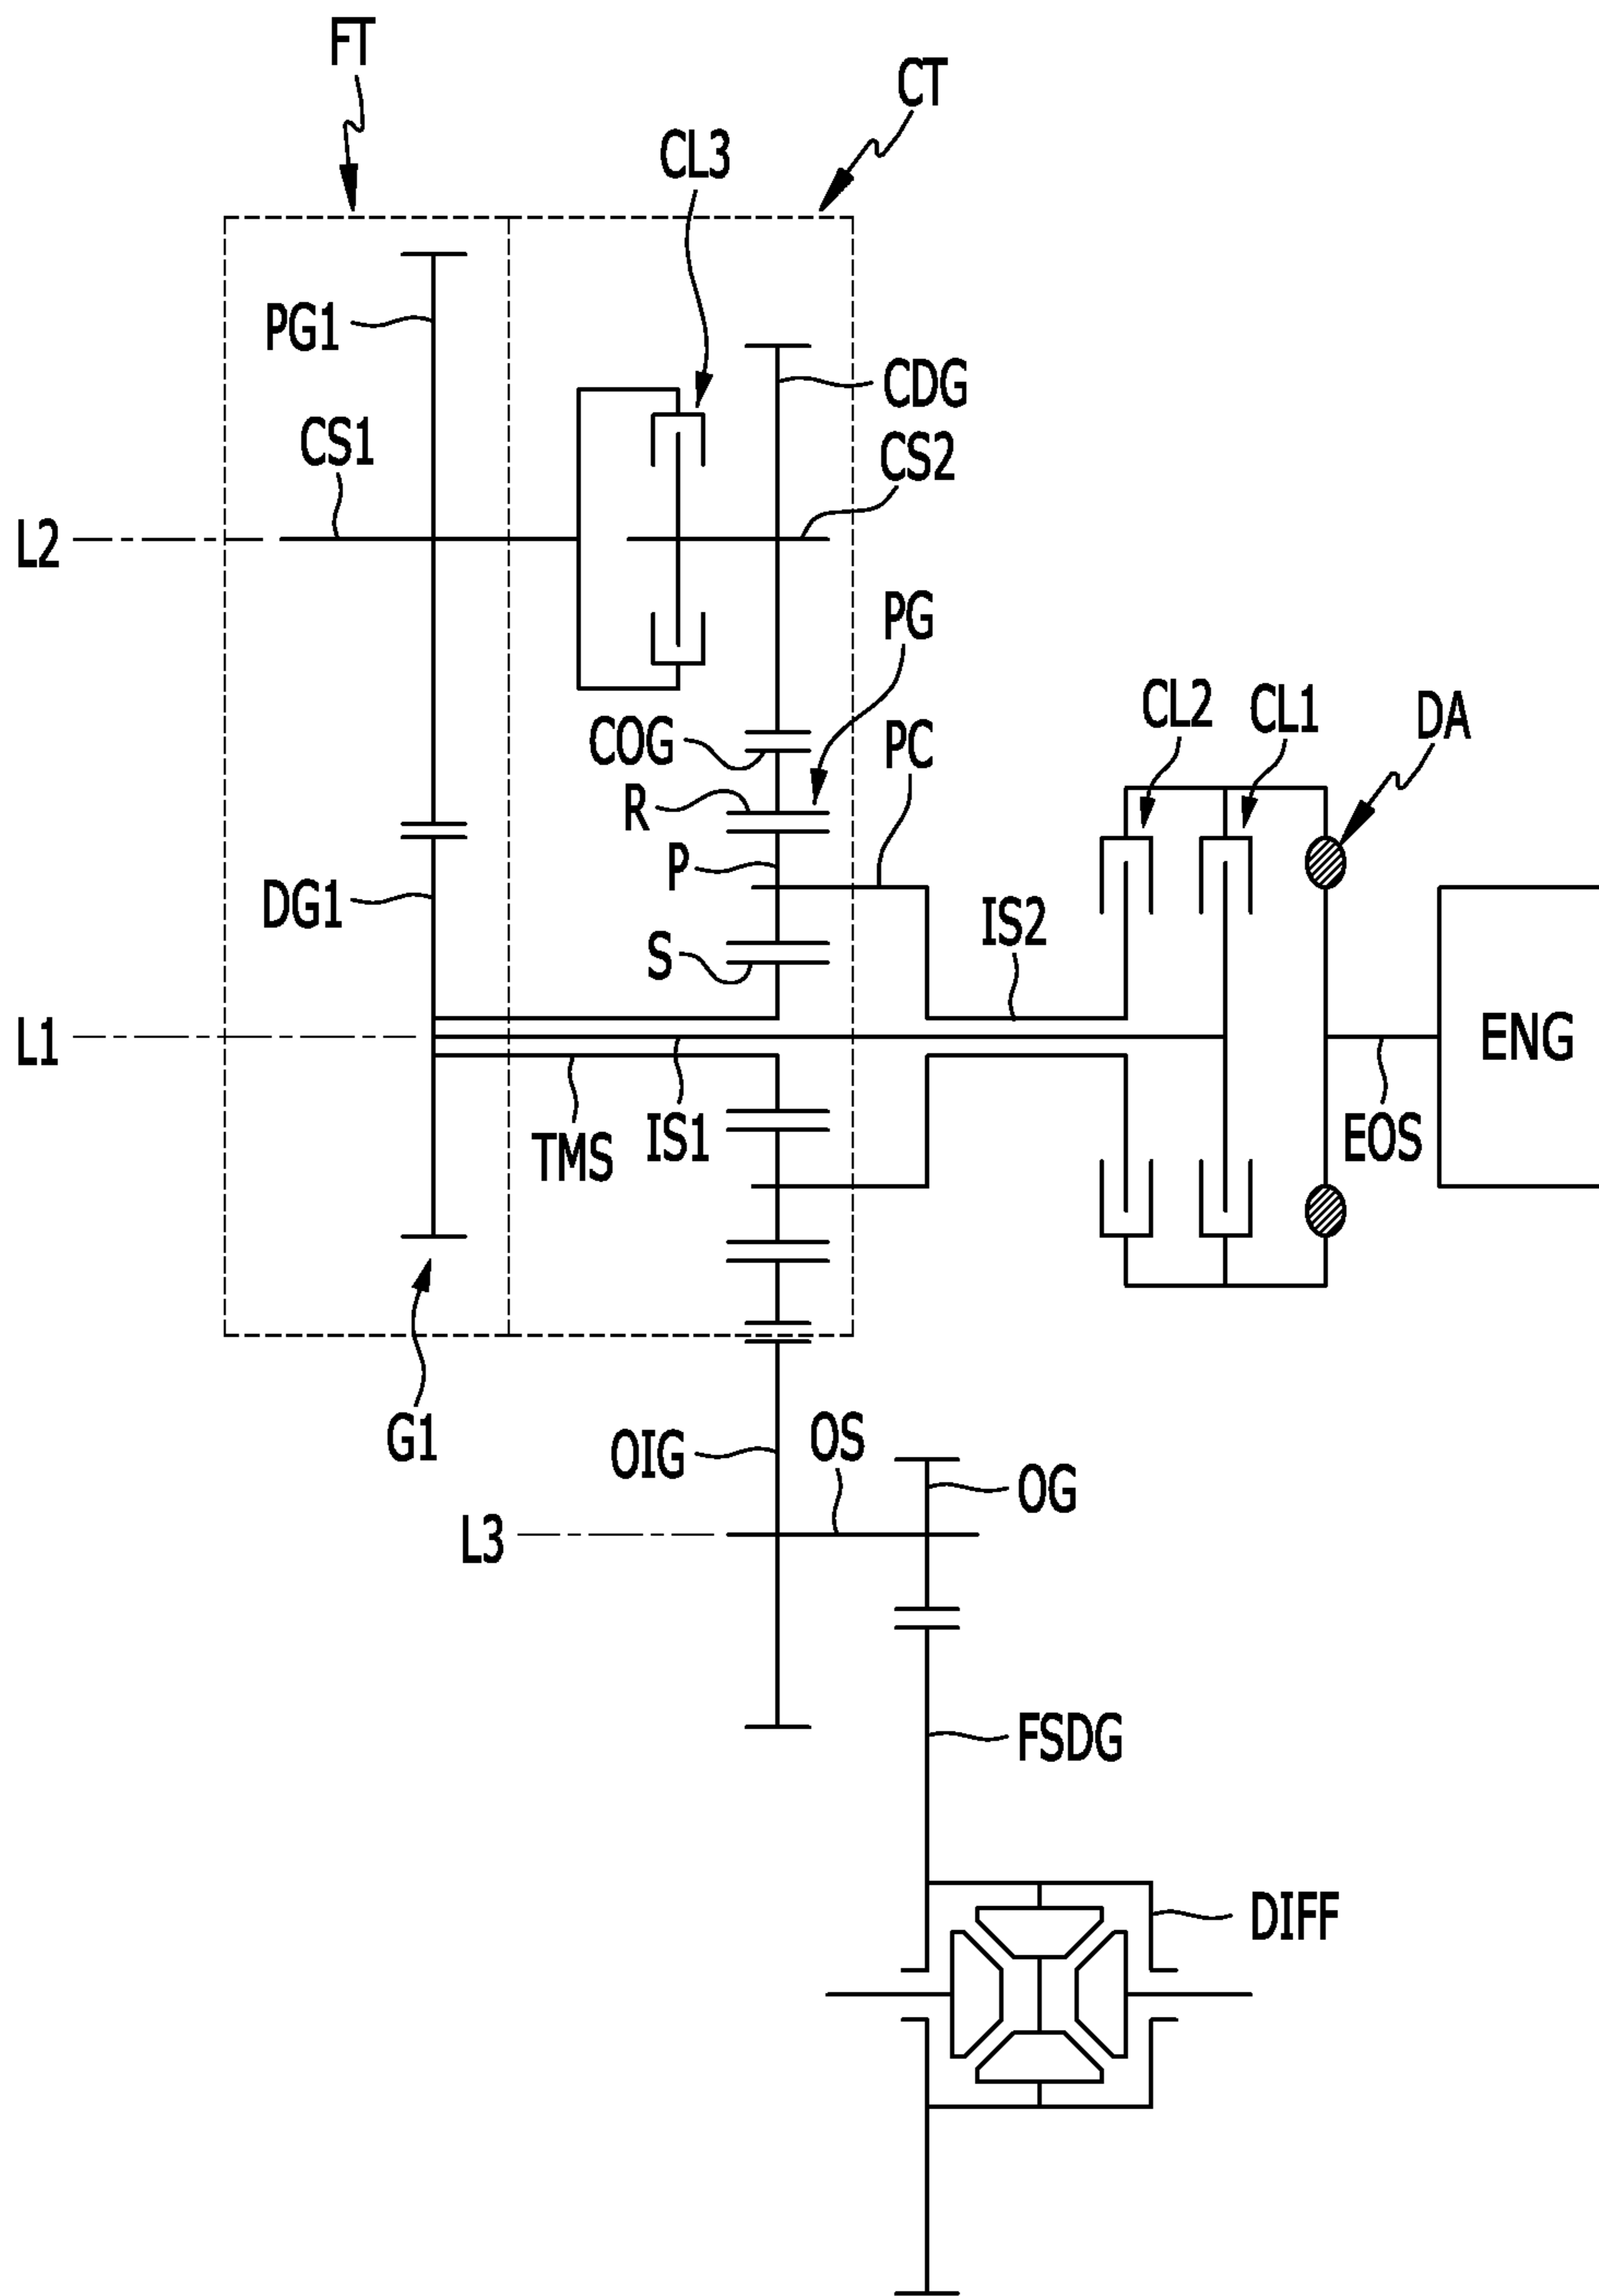 FT
CT
CL3
PG1
CDG
CS1
CS2
L2
PG
CL2
CL1
DA
COG
PC
R
P
DG1
IS2
S
L1
ENG
TMS
IS1
EOS
G1
OIG
OS
OG
L3
FSDG
DIFF